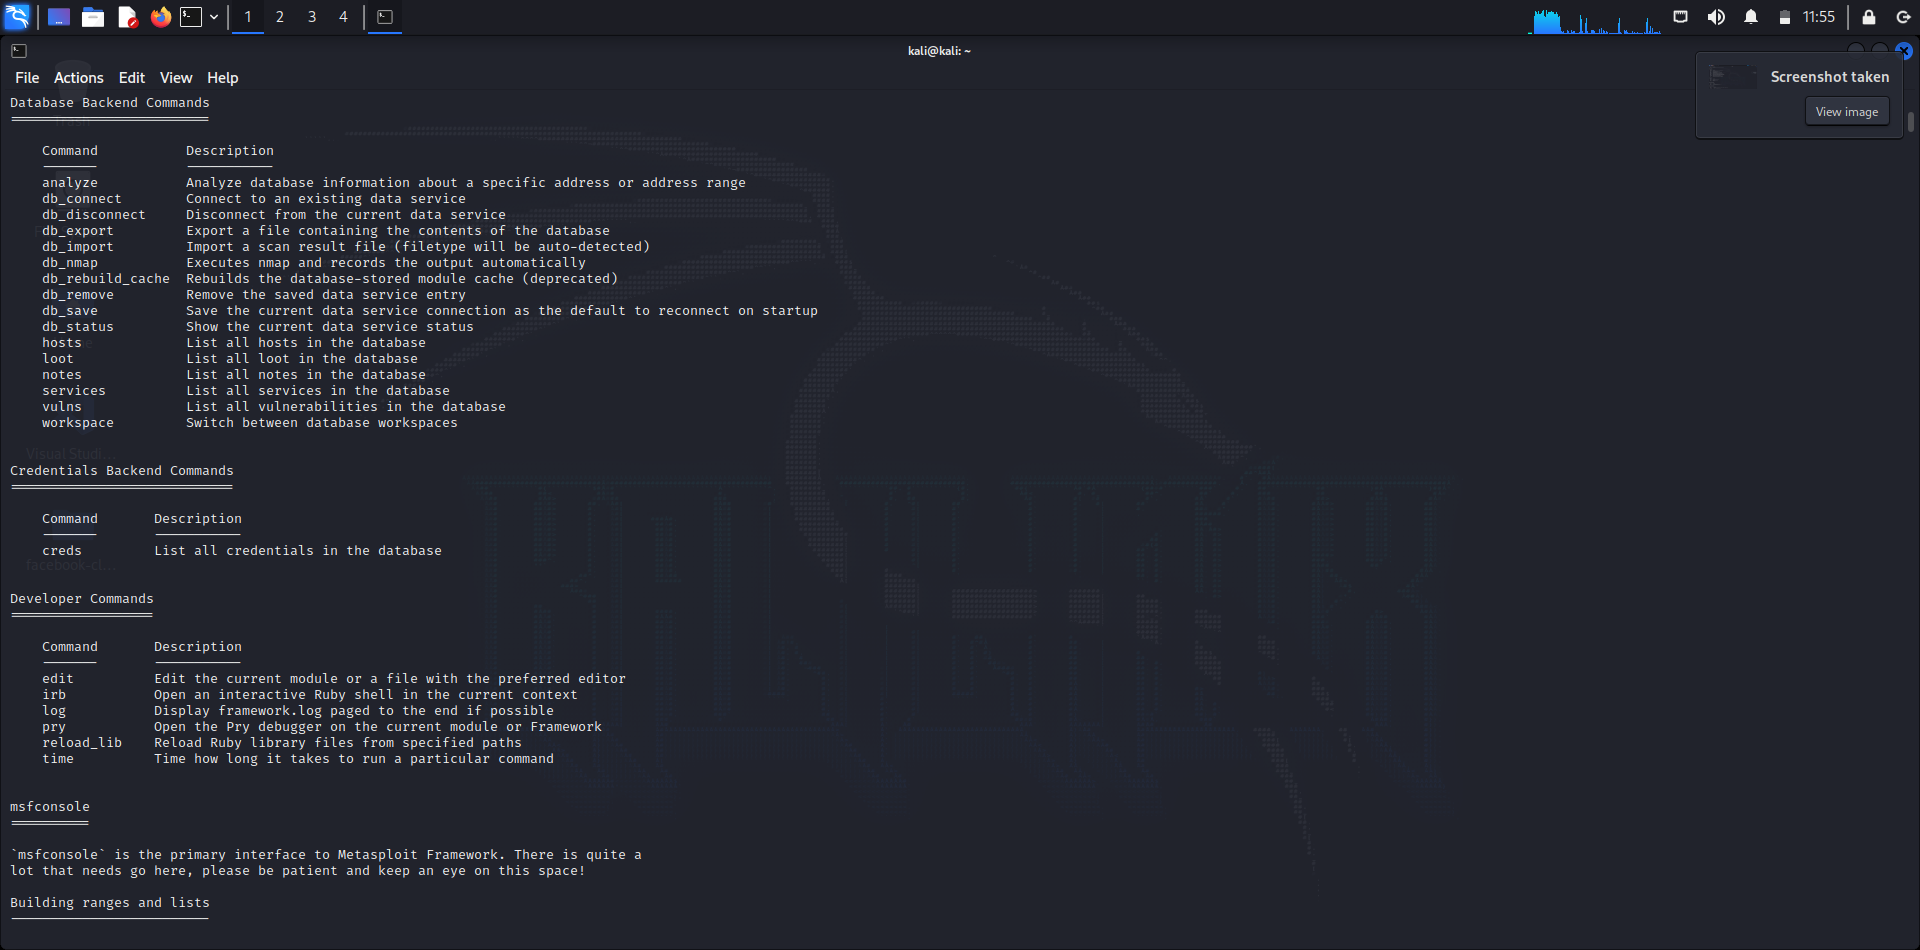 1 2 3 4 11:55
kali@kali: ~
File Actions Edit View Help
Screenshot taken
View image
Database Backend Commands
Command Description
analyze Analyze database information about a specific address or address range
db_connect Connect to an existing data service
db_disconnect Disconnect from the current data service
db_export Export a file containing the contents of the database
db_import Import a scan result file (filetype will be auto-detected)
db_nmap Executes nmap and records the output automatically
db_rebuild_cache Rebuilds the database-stored module cache (deprecated)
db_remove Remove the saved data service entry
db_save Save the current data service connection as the default to reconnect on startup
db_status Show the current data service status
hosts List all hosts in the database
loot List all loot in the database
notes List all notes in the database
services List all services in the database
vulns List all vulnerabilities in the database
workspace Switch between database workspaces
Visual Studi...
Credentials Backend Commands
Command Description
creds List all credentials in the database
facebook-cl...
Developer Commands
Command Description
edit Edit the current module or a file with the preferred editor
irb Open an interactive Ruby shell in the current context
log Display framework.log paged to the end if possible
pry Open the Pry debugger on the current module or Framework
reload_lib Reload Ruby library files from specified paths
time Time how long it takes to run a particular command
msfconsole
`msfconsole` is the primary interface to Metasploit Framework. There is quite a
lot that needs go here, please be patient and keep an eye on this space!
Building ranges and lists